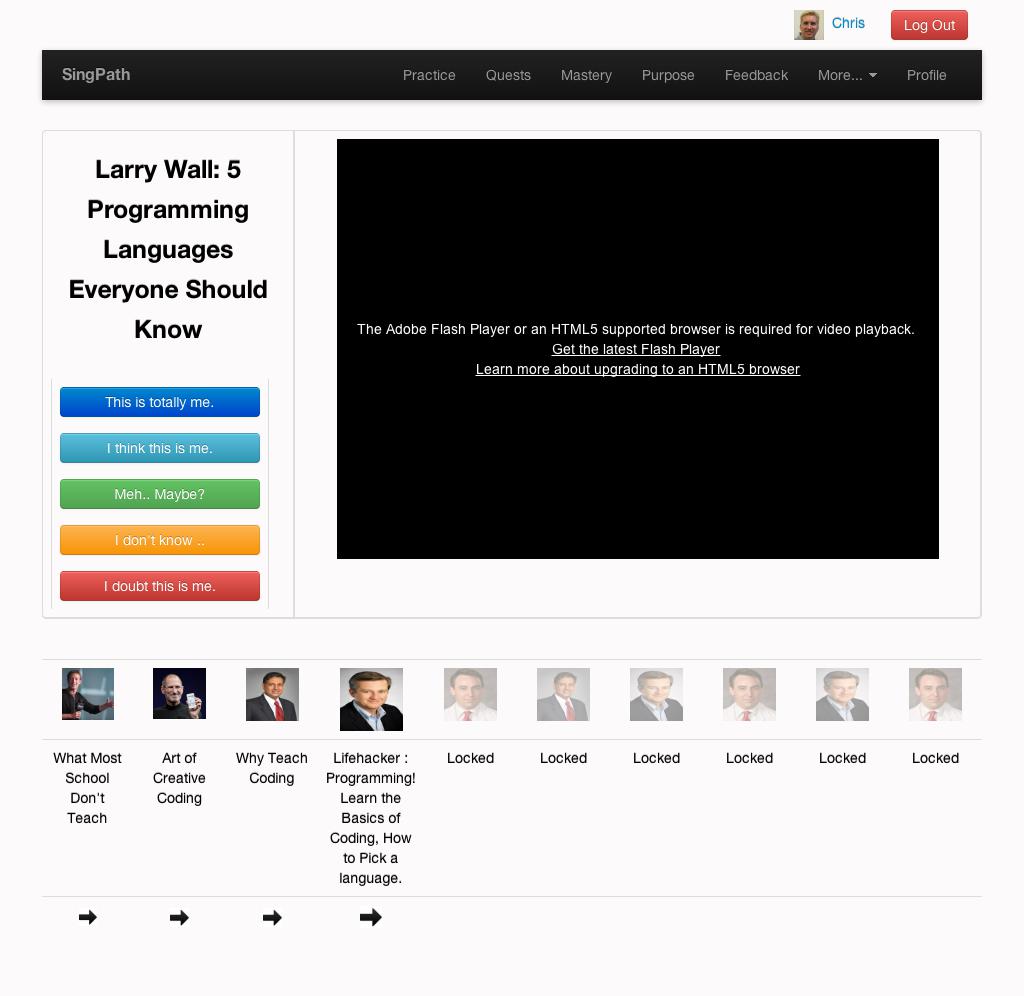 Chris
Log Out
SingPath
Practice
Quests
Mastery
Purpose
Feedback
More...
Profile
Larry Wall: 5
Programming
Languages
Everyone Should
Know
This is totally me.
I think this is me.
Meh.. Maybe?
I don't know ..
I doubt this is me.
The Adobe Flash Player or an HTML5 supported browser is required for video playback.
Get the latest Flash Player
Learn more about upgrading to an HTML5 browser
What Most
School
Don't
Teach
Art of
Creative
Coding
Why Teach
Coding
Lifehacker :
Programming!
Learn the
Basics of
Coding, How
to Pick a
language.
Locked
Locked
Locked
Locked
Locked
Locked